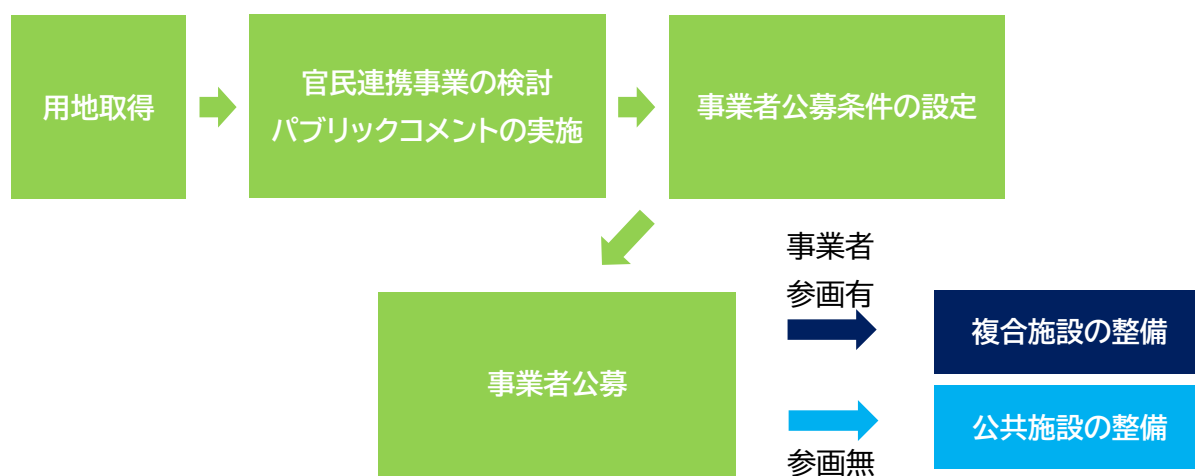 用地取得
官民連携事業の検討
パブリックコメントの実施
事業者公募条件の設定
事業者公募
事業者
参画有
複合施設の整備
参画無
公共施設の整備